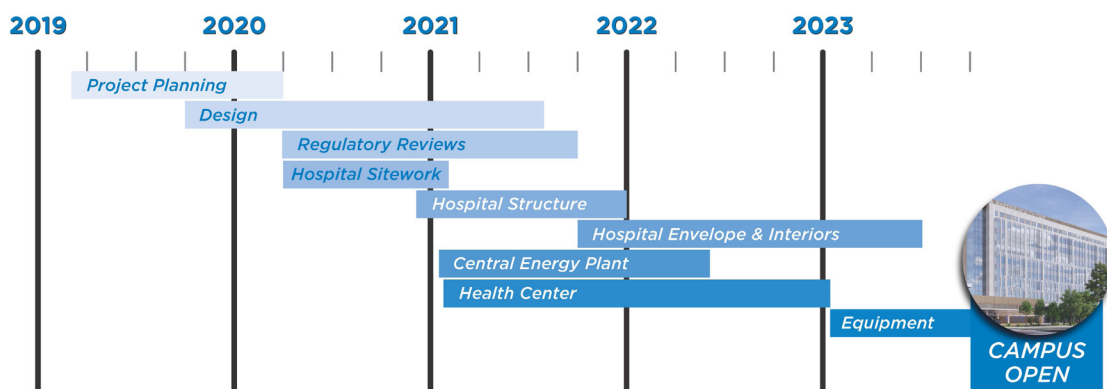 2019 2020 2021 2022 2023
Project Planning
Design
Regulatory Reviews
Hospital Sitework
Hospital Structure
Hospital Envelope & Interiors
Central Energy Plant
Health Center
Equipment
CAMPUS
OPEN